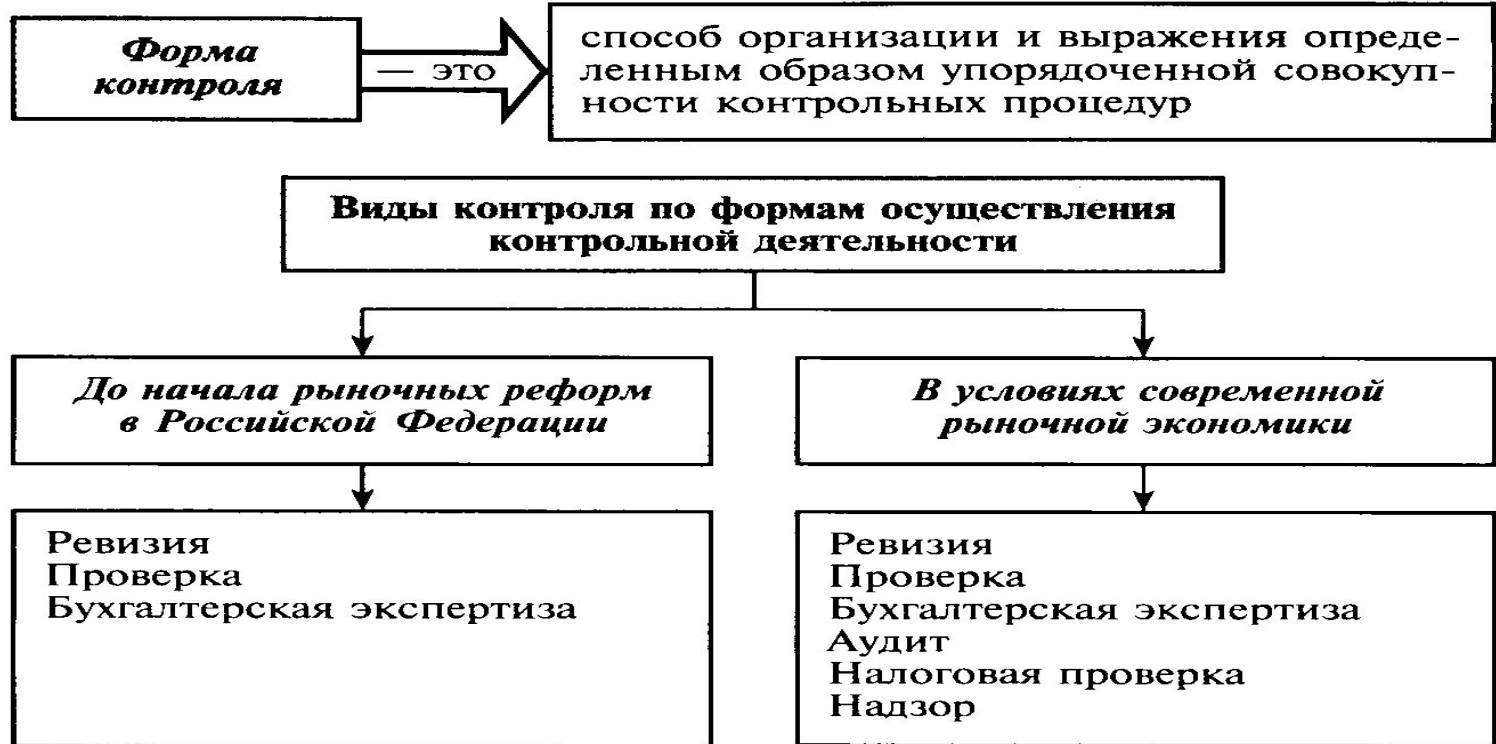 Форма
контроля
— это
способ организации и выражения опреде-
ленным образом упорядоченной совокуп-
ности контрольных процедур
Виды контроля по формам осуществления
контрольной деятельности
До начала рыночных реформ
в Российской Федерации
В условиях современной
рыночной экономики
Ревизия
Проверка
Бухгалтерская экспертиза
Ревизия
Проверка
Бухгалтерская экспертиза
Аудит
Налоговая проверка
Надзор